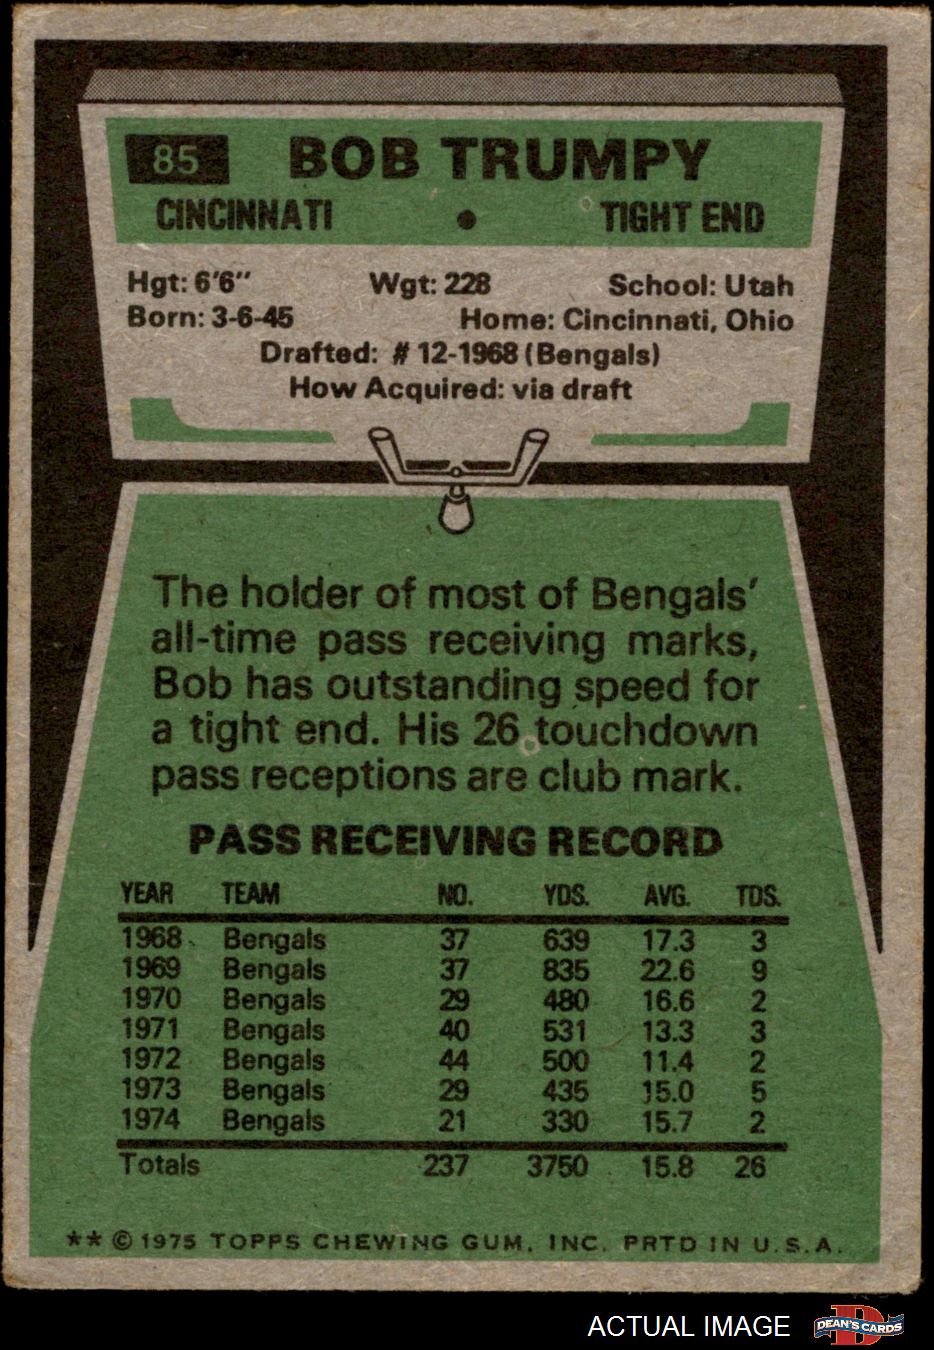 85 BOB TRUMPY
CINCINNATI • TIGHT END
Hgt: 6'6" Wgt: 228 School: Utah
Born: 3-6-45 Home: Cincinnati, Ohio
Drafted: # 12-1968 (Bengals)
How Acquired: via draft
The holder of most of Bengals'
all-time pass receiving marks,
Bob has outstanding speed for
a tight end. His 26 touchdown
pass receptions are club mark.
PASS RECEIVING RECORD
YEAR TEAM NO. YDS. AVG. TDS.
1968 Bengals 37 639 17.3 3
1969 Bengals 37 835 22.6 9
1970 Bengals 29 480 16.6 2
1971 Bengals 40 531 13.3 3
1972 Bengals 44 500 11.4 2
1973 Bengals 29 435 15.0 5
1974 Bengals 21 330 15.7 2
Totals 237 3750 15.8 26
** © 1975 TOPPS CHEWING GUM, INC. PRTD IN U.S.A.
ACTUAL IMAGE D DEAN'S CARDS